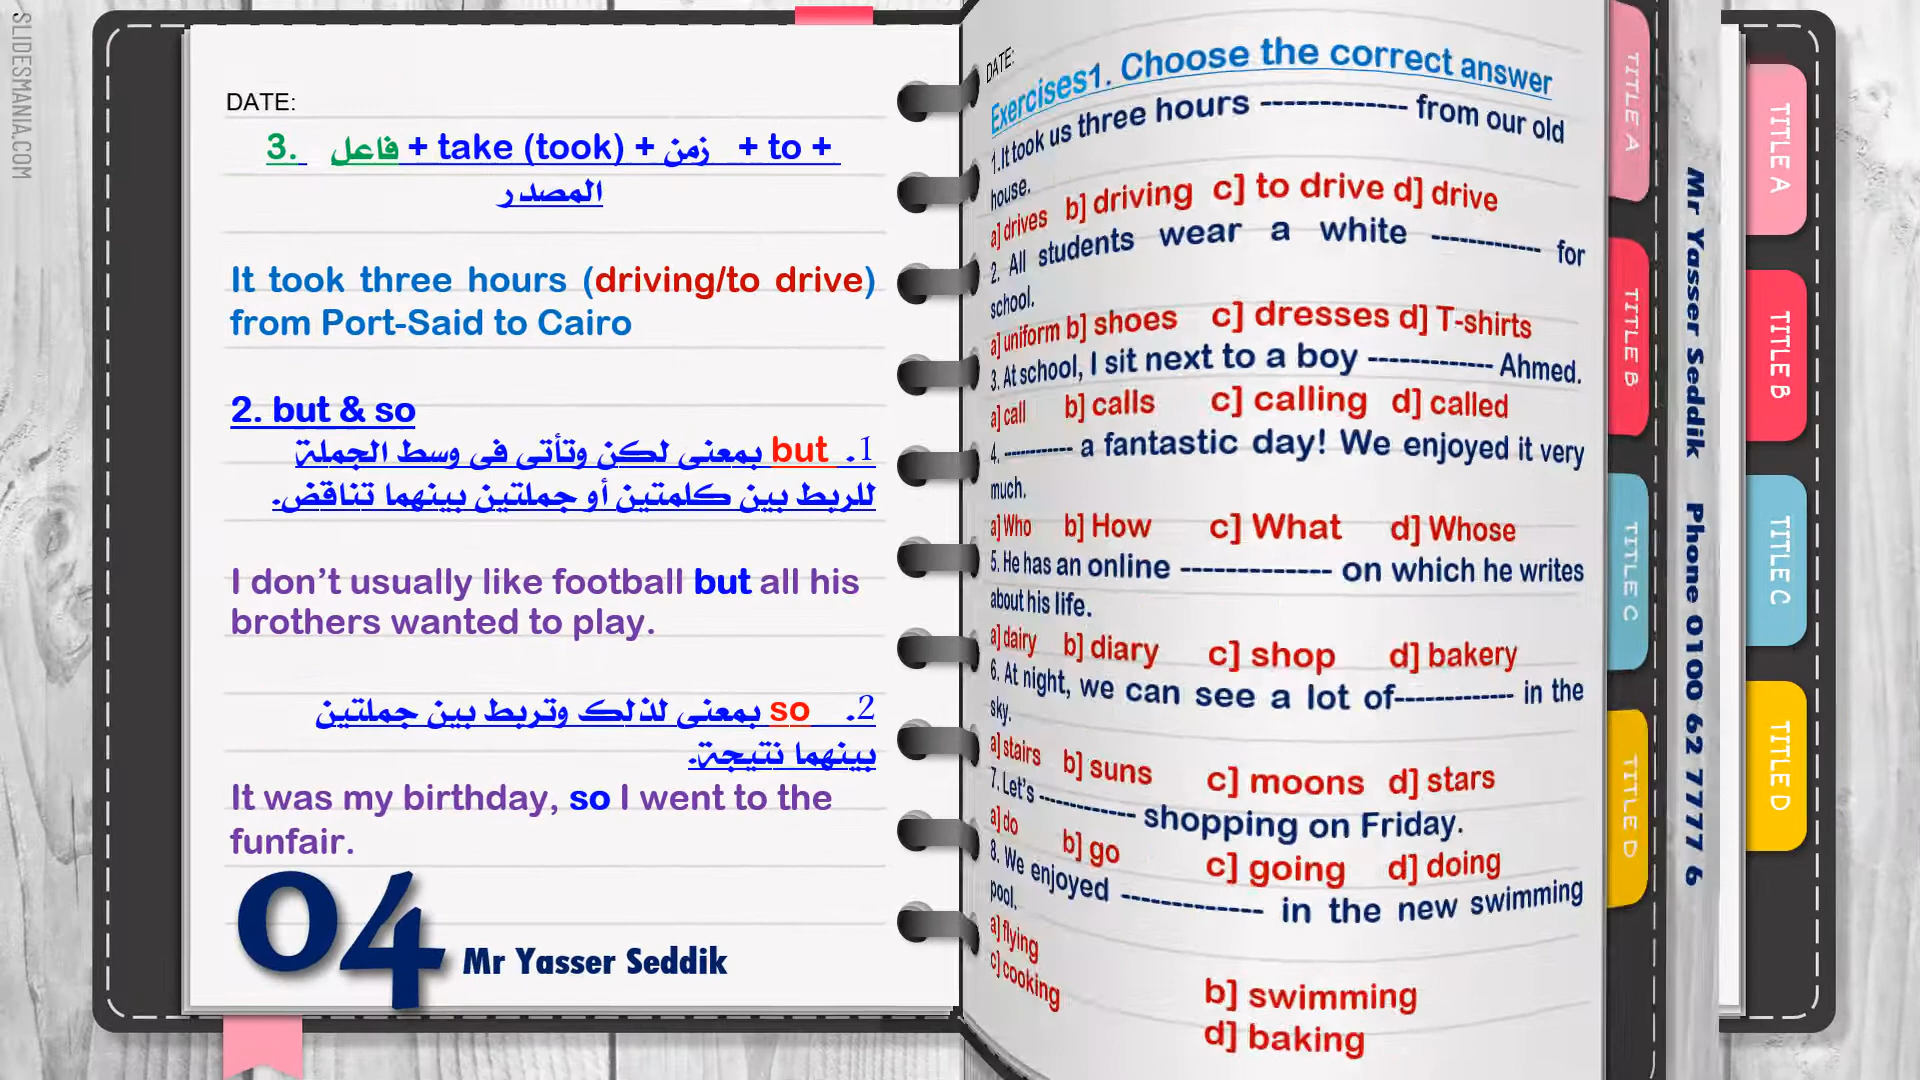 SLIDESMANIA.COM
DATE:
3. فاعل + take (took) + زمن + to +
المصدر
It took three hours (driving/to drive)
from Port-Said to Cairo
2. but & so
1. but بمعنى لكن وتأتى فى وسط الجملة
للربط بين كلمتين أو جملتين بينهما تناقض.
I don’t usually like football but all his
brothers wanted to play.
2. so بمعنى لذلك وتربط بين جملتين
بينهما نتيجة.
It was my birthday, so I went to the
funfair.
04 Mr Yasser Seddik
DATE:
Exercises1. Choose the correct answer
1.It took us three hours ------------- from our old
house.
a] drives b] driving c] to drive d] drive
2. All students wear a white ------------ for
school.
a] uniform b] shoes c] dresses d] T-shirts
3. At school, I sit next to a boy ------------ Ahmed.
a] call b] calls c] calling d] called
4. ----------- a fantastic day! We enjoyed it very
much.
a] Who b] How c] What d] Whose
5. He has an online -------------- on which he writes
about his life.
a] dairy b] diary c] shop d] bakery
6. At night, we can see a lot of------------- in the
sky.
a] stairs b] suns c] moons d] stars
7. Let’s ----------- shopping on Friday.
a] do b] go c] going d] doing
8. We enjoyed -------------- in the new swimming
pool.
a] flying b] swimming
c] cooking d] baking
TITLE A
TITLE B
TITLE C
TITLE D
Mr Yasser Seddik Phone 0100 62 7777 6
TITLE A
TITLE B
TITLE C
TITLE D